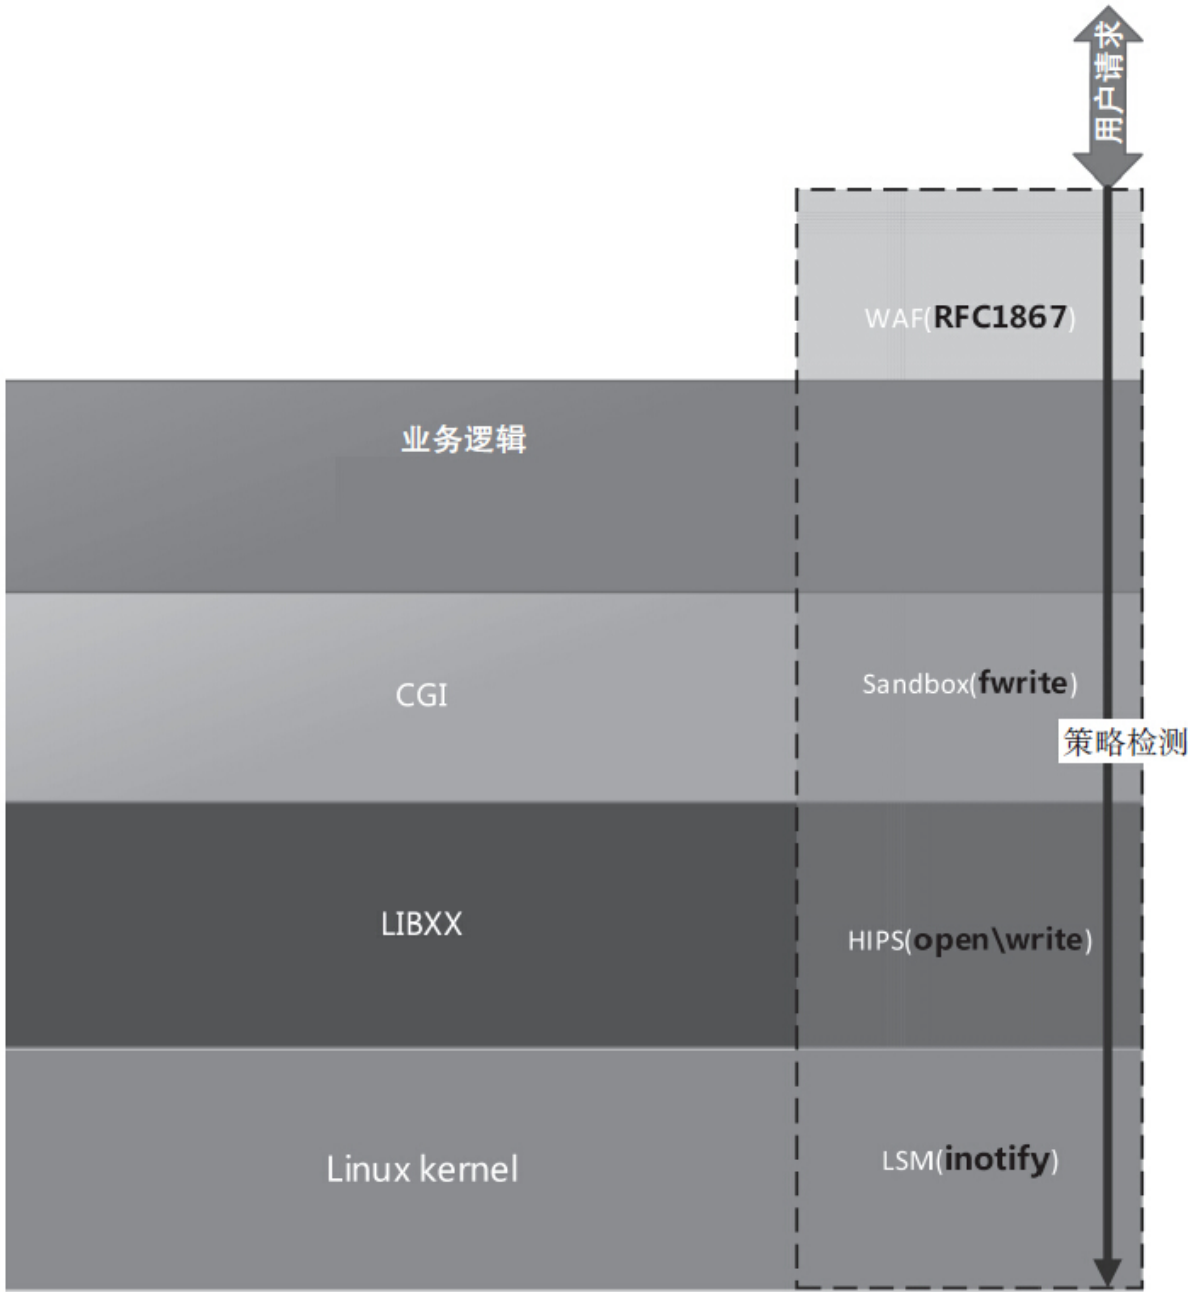 用户请求
WAF(RFC1867)
业务逻辑
CGI
Sandbox(fwrite)
策略检测
LIBXX
HIPS(open\write)
Linux kernel
LSM(inotify)